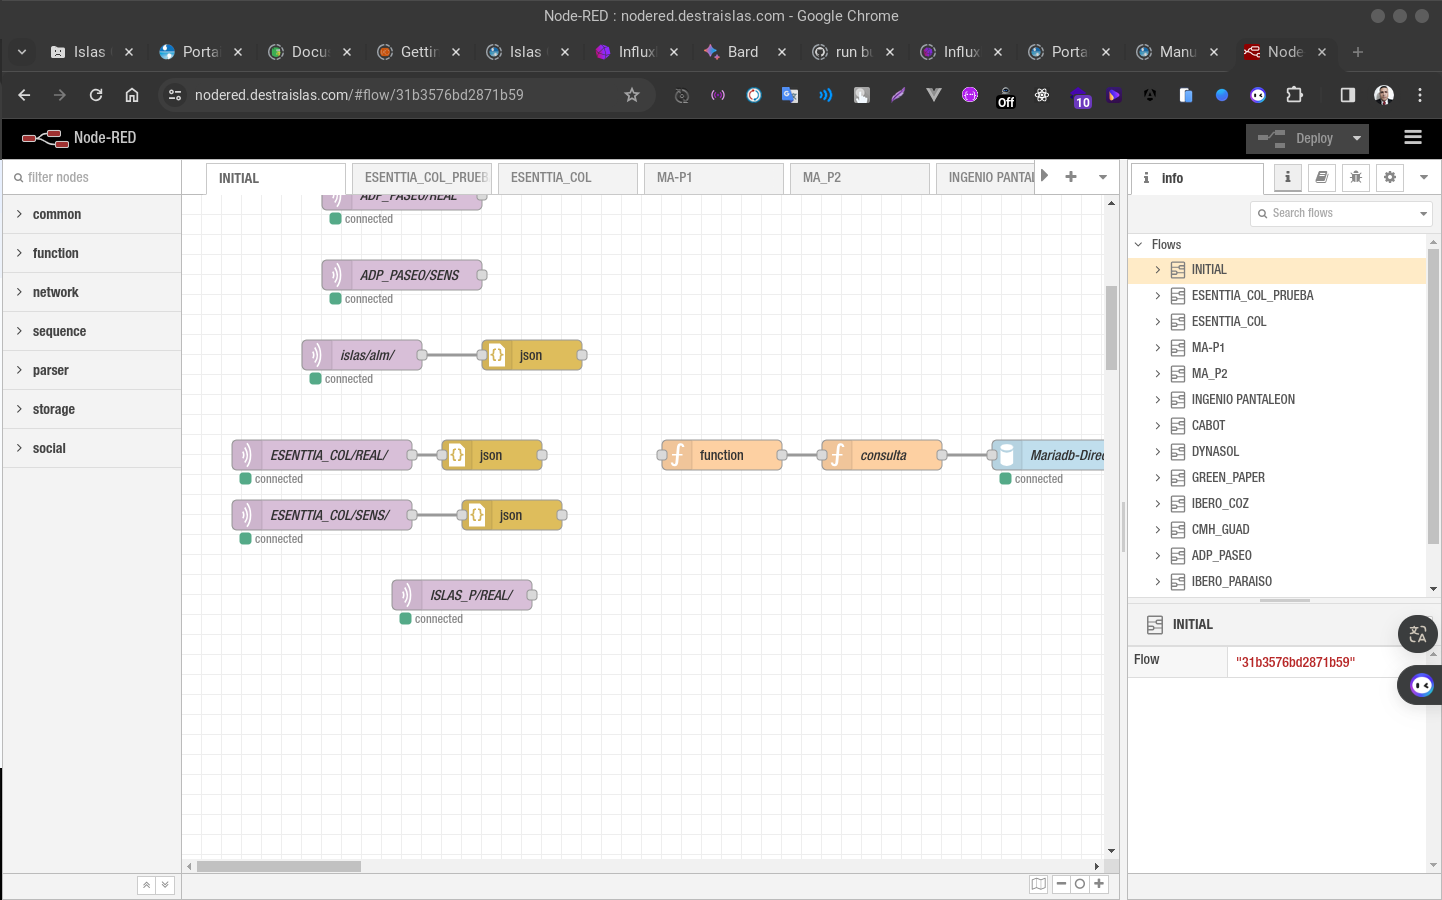 Node-RED : nodered.destraislas.com - Google Chrome
Islas
Porta
Docu
Gettin
Islas
Influx
Bard
run b
Influx
Porta
Manu
Node
nodered.destraislas.com/#flow/31b3576bd2871b59
Off
10
Node-RED
Deploy
filter nodes
common
function
network
sequence
parser
storage
social
INITIAL
ESENTTIA_COL_PRUEB
ESENTTIA_COL
MA-P1
MA_P2
INGENIO PANTAL
ADP_PASEO/REAL
connected
ADP_PASEO/SENS
connected
islas/alm/
json
connected
ESENTTIA_COL/REAL/
json
function
consulta
Mariadb-Direc
connected
connected
ESENTTIA_COL/SENS/
json
connected
ISLAS_P/REAL/
connected
info
Search flows
Flows
INITIAL
ESENTTIA_COL_PRUEBA
ESENTTIA_COL
MA-P1
MA_P2
INGENIO PANTALEON
CABOT
DYNASOL
GREEN_PAPER
IBERO_COZ
CMH_GUAD
ADP_PASEO
IBERO_PARAISO
INITIAL
Flow
"31b3576bd2871b59"